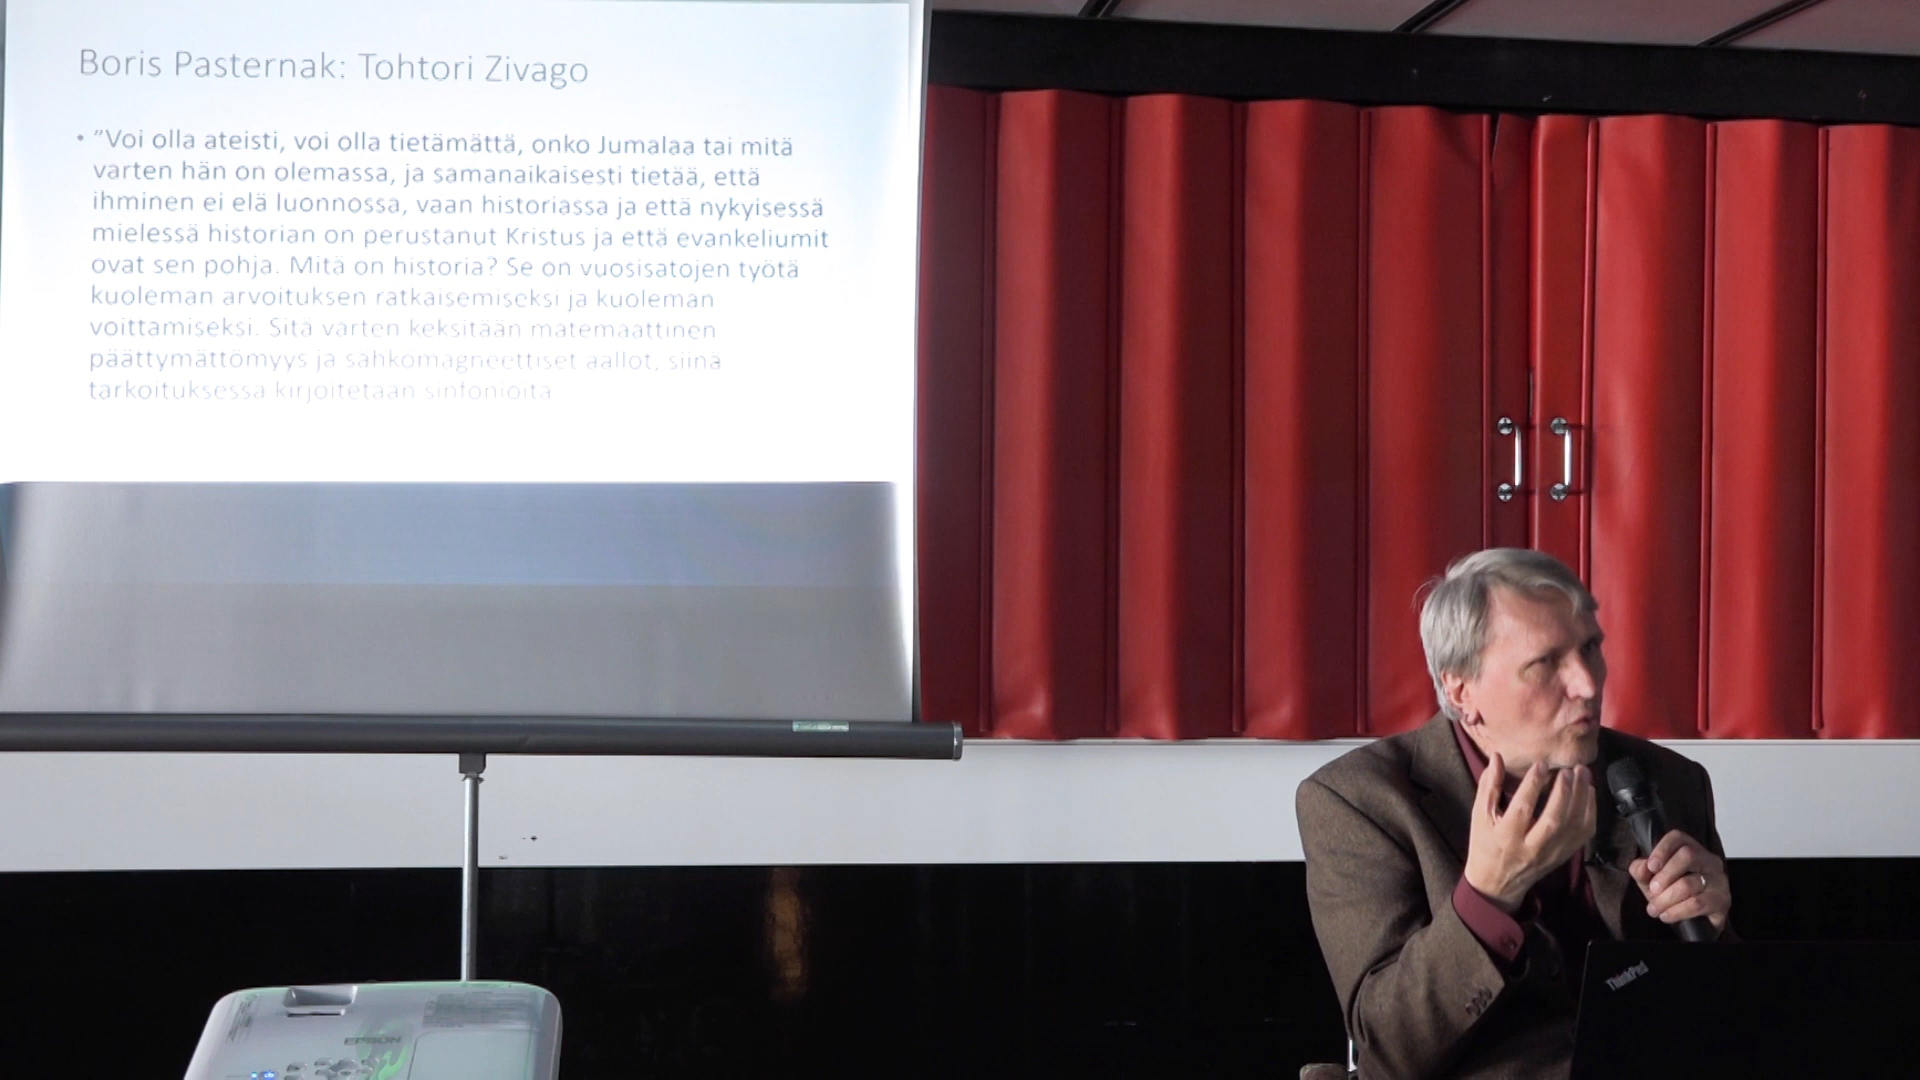 Boris Pasternak: Tohtori Zivago
• ”Voi olla ateisti, voi olla tietämättä, onko Jumalaa tai mitä
varten hän on olemassa, ja samanaikaisesti tietää, että
ihminen ei elä luonnossa, vaan historiassa ja että nykyisessä
mielessä historian on perustanut Kristus ja että evankeliumit
ovat sen pohja. Mitä on historia? Se on vuosisatojen työtä
kuoleman arvoituksen ratkaisemiseksi ja kuoleman
voittamiseksi. Sitä varten keksitään matemaattinen
päättymättömyys ja sähkömagneettiset aallot, siinä
tarkoituksessa kirjoitetaan sinfonioita
ThinkPad
EPSON